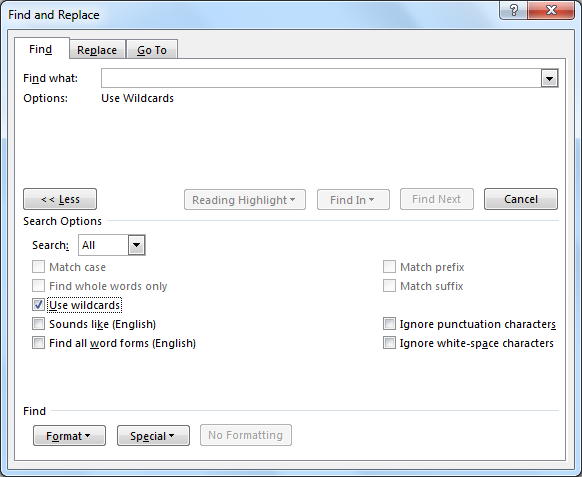 Find and Replace
Find Replace Go To
Find what:
Options: Use Wildcards
<< Less Reading Highlight Find In Find Next Cancel
Search Options
Search: All
Match case Match prefix
Find whole words only Match suffix
Use wildcards
Sounds like (English) Ignore punctuation characters
Find all word forms (English) Ignore white-space characters
Find
Format Special No Formatting